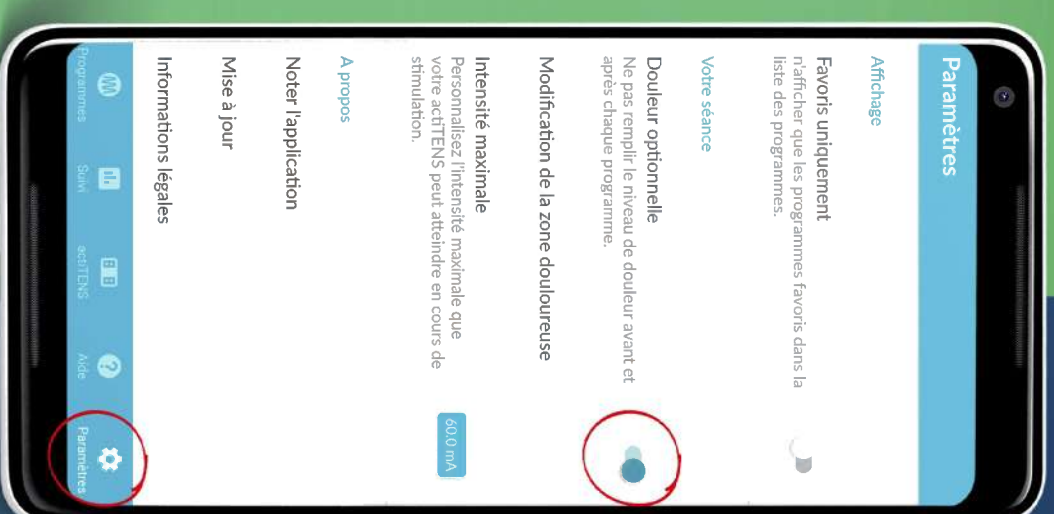 Paramètres
Affichage
Favoris uniquement
n'afficher que les programmes favoris dans la
liste des programmes.
Votre séance
Douleur optionnelle
Ne pas remplir le niveau de douleur avant et
après chaque programme.
Modification de la zone douloureuse
Intensité maximale
Personnalisez l'intensité maximale que
votre actiTENS peut atteindre en cours de
stimulation.
60.0 mA
A propos
Noter l'application
Mise à jour
Informations légales
Programmes
Suivi
actiTENS
Aide
Paramètres